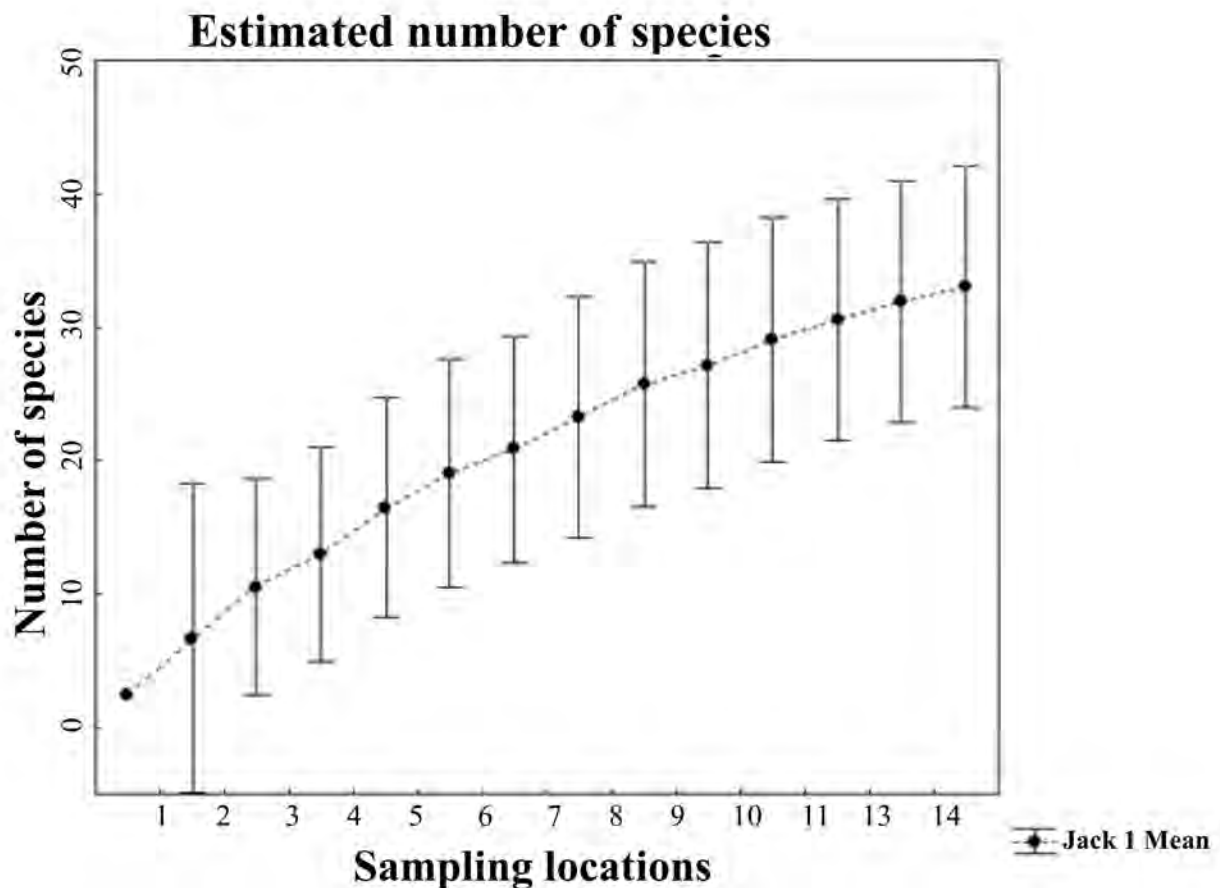 Estimated number of species
50
40
30
20
10
0
Number of species
1 2 3 4 5 6 7 8 9 10 11 13 14
Sampling locations
Jack 1 Mean